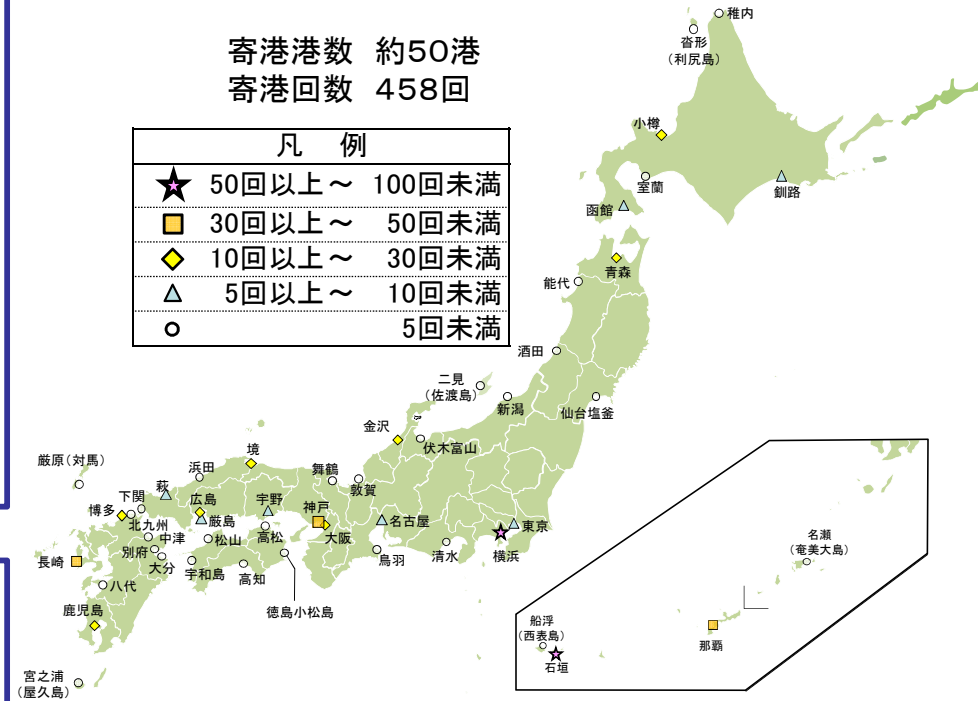 寄港港数 約50港
寄港回数 458回
凡 例
50回以上～ 100回未満
30回以上～ 50回未満
10回以上～ 30回未満
5回以上～ 10回未満
5回未満
稚内
沓形
(利尻島)
小樽
室蘭
釧路
函館
青森
能代
酒田
二見
(佐渡島)
新潟
仙台塩釜
金沢
伏木富山
境
厳原(対馬)
浜田
舞鶴
敦賀
萩
下関
広島
宇野
神戸
博多
北九州
厳島
名古屋
東京
中津
松山
高松
大阪
長崎
別府
鳥羽
清水
横浜
大分
宇和島
高知
八代
徳島小松島
鹿児島
宮之浦
(屋久島)
名瀬
(奄美大島)
船浮
(西表島)
石垣
那覇